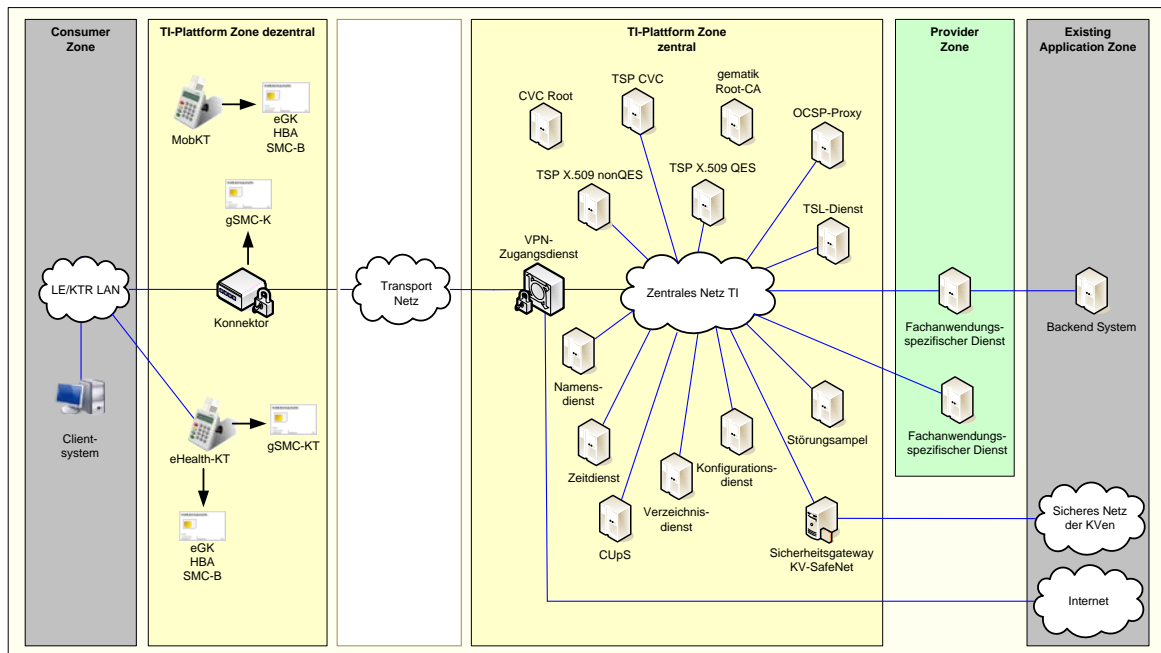 Consumer
Zone
TI-Plattform Zone dezentral
TI-Plattform Zone
zentral
Provider
Zone
Existing
Application Zone
MobKT
eGK
HBA
SMC-B
gSMC-K
LE/KTR LAN
Konnektor
Client-
system
eHealth-KT
gSMC-KT
eGK
HBA
SMC-B
Transport
Netz
CVC Root
TSP CVC
gematik
Root-CA
OCSP-Proxy
TSP X.509 nonQES
TSP X.509 QES
TSL-Dienst
VPN-
Zugangsdienst
Zentrales Netz TI
Namens-
dienst
Zeitdienst
CUpS
Verzeichnis-
dienst
Konfigurations-
dienst
Störungsampel
Sicherheitsgateway
KV-SafeNet
Fachanwendungs-
spezifischer Dienst
Fachanwendungs-
spezifischer Dienst
Backend System
Sicheres Netz
der KVen
Internet